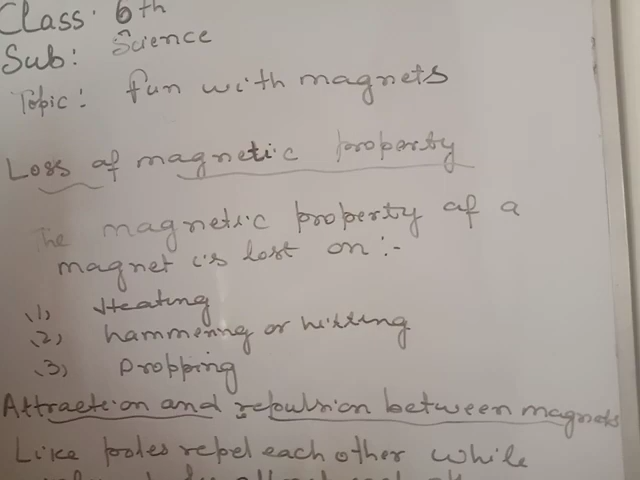 Class: 6th
Sub: Science
Topic: fun with magnets
Loss of magnetic property
The magnetic property of a
magnet is lost on :-
(1) Heating
(2) hammering or hitting
(3) Dropping
Attraction and repulsion between magnets
Like poles repel each other while